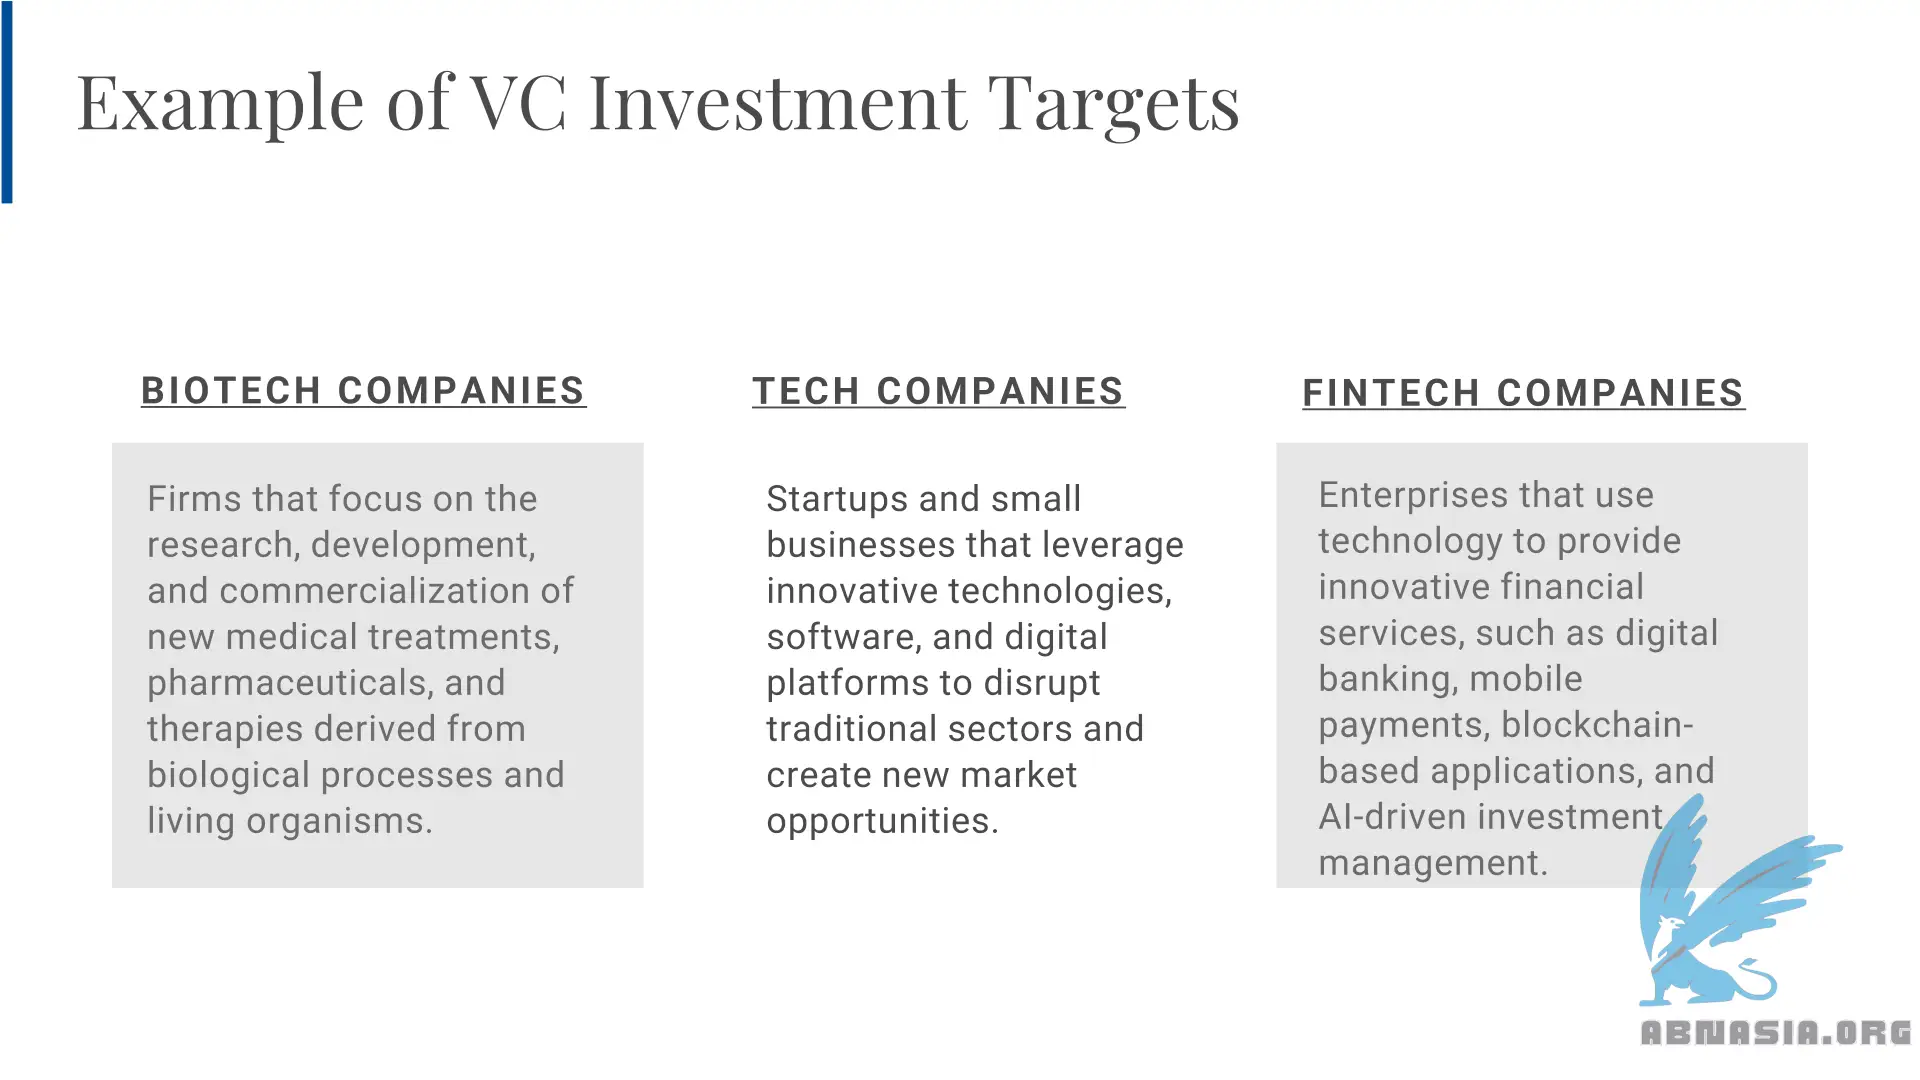 Example of VC Investment Targets
BIOTECH COMPANIES
Firms that focus on the
research, development,
and commercialization of
new medical treatments,
pharmaceuticals, and
therapies derived from
biological processes and
living organisms.
TECH COMPANIES
Startups and small
businesses that leverage
innovative technologies,
software, and digital
platforms to disrupt
traditional sectors and
create new market
opportunities.
FINTECH COMPANIES
Enterprises that use
technology to provide
innovative financial
services, such as digital
banking, mobile
payments, blockchain-
based applications, and
AI-driven investment
management.
ABNASIA.ORG